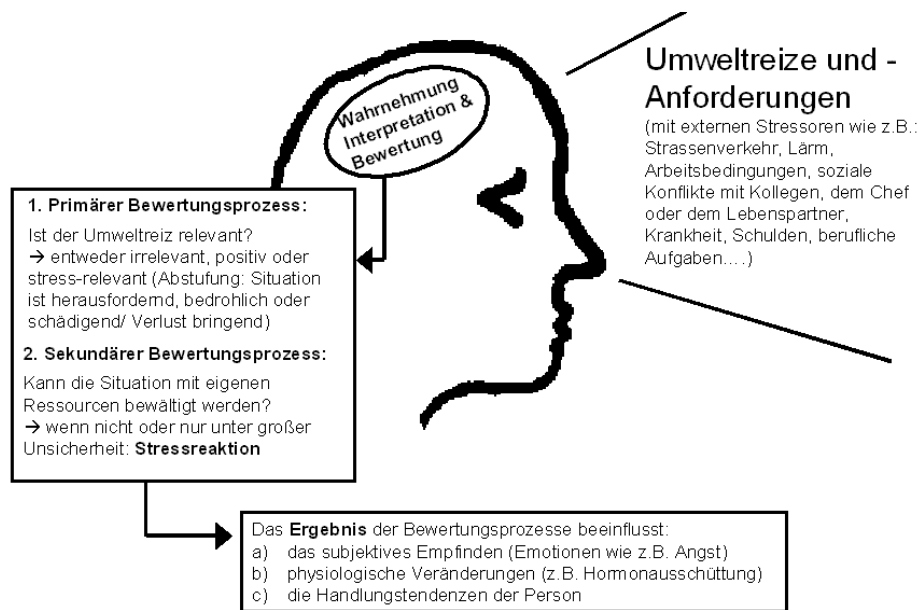 Wahrnehmung
Interpretation &
Bewertung
Umweltreize und -
Anforderungen
(mit externen Stressoren wie z.B.:
Strassenverkehr, Lärm,
Arbeitsbedingungen, soziale
Konflikte mit Kollegen, dem Chef
oder dem Lebenspartner,
Krankheit, Schulden, berufliche
Aufgaben….)
1. Primärer Bewertungsprozess:
Ist der Umweltreiz relevant?
→ entweder irrelevant, positiv oder
stress-relevant (Abstufung: Situation
ist herausfordernd, bedrohlich oder
schädigend/ Verlust bringend)
2. Sekundärer Bewertungsprozess:
Kann die Situation mit eigenen
Ressourcen bewältigt werden?
→ wenn nicht oder nur unter großer
Unsicherheit: Stressreaktion
Das Ergebnis der Bewertungsprozesse beeinflusst:
a) das subjektives Empfinden (Emotionen wie z.B. Angst)
b) physiologische Veränderungen (z.B. Hormonausschüttung)
c) die Handlungstendenzen der Person